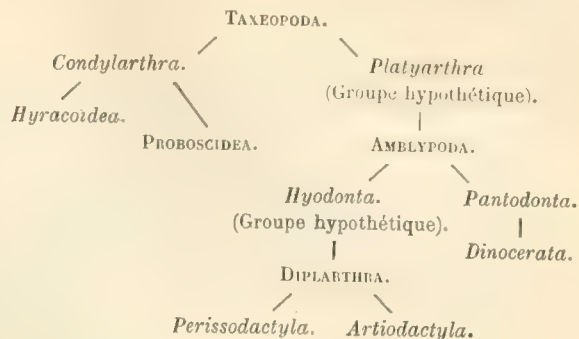 TAXEOPODA.
Condylarthra. Platyarthra
(Groupe hypothétique).
Hyracoidea.
PROBOSCIDEA. AMBLYPODA.
Hyodonta. Pantodonta.
(Groupe hypothétique).
Dinocerata.
DIPLARTHRA.
Perissodactyla. Artiodactyla.